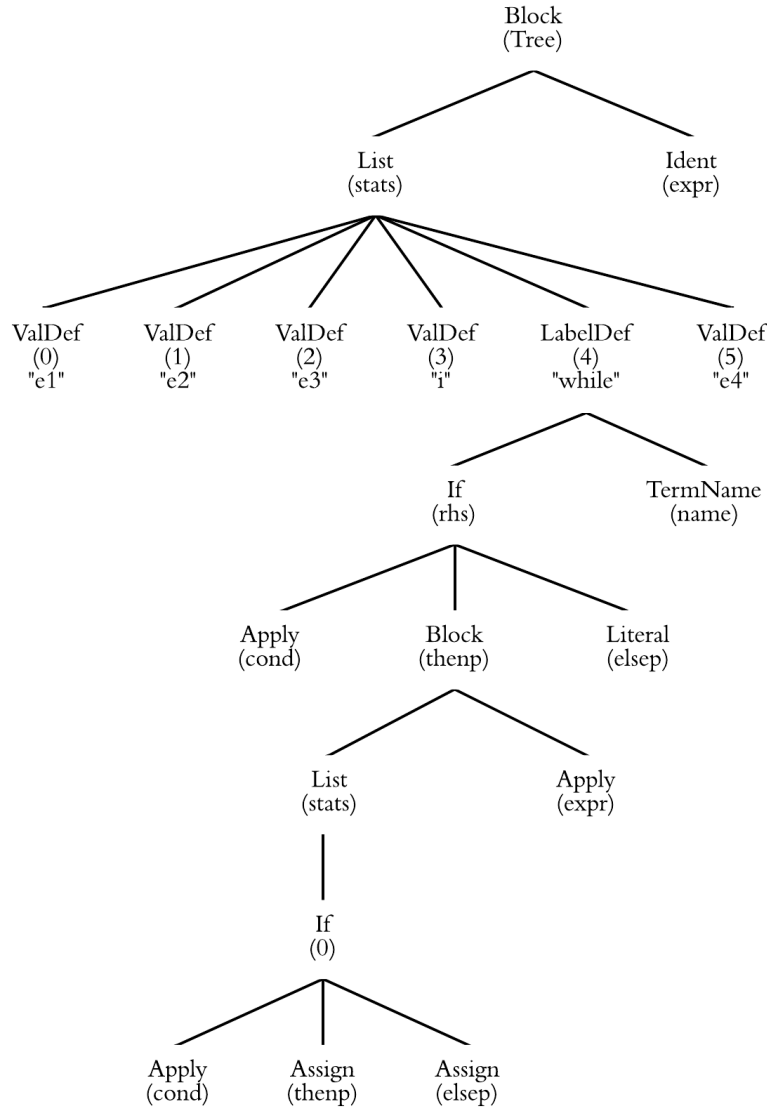 Block
(Tree)
List
(stats)
Ident
(expr)
ValDef
(0)
"e1"
ValDef
(1)
"e2"
ValDef
(2)
"e3"
ValDef
(3)
"i"
LabelDef
(4)
"while"
ValDef
(5)
"e4"
If
(rhs)
TermName
(name)
Apply
(cond)
Block
(thenp)
Literal
(elsep)
List
(stats)
Apply
(expr)
If
(0)
Apply
(cond)
Assign
(thenp)
Assign
(elsep)